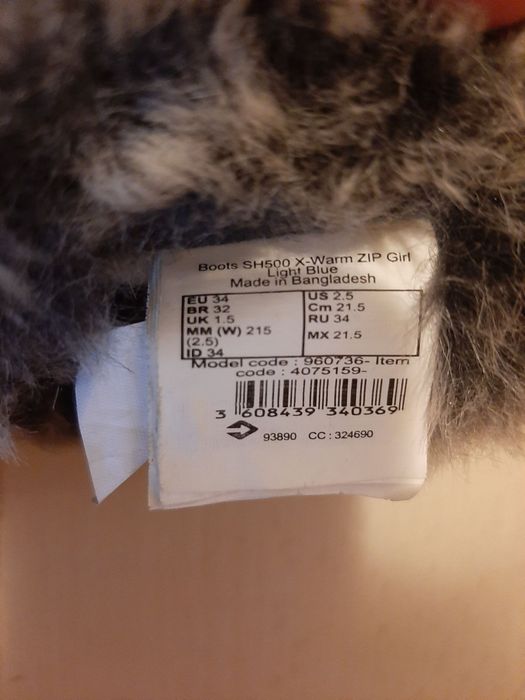 Boots SH500 X-Warm ZIP Girl
Light Blue
Made in Bangladesh
EU 34
BR 32
UK 1.5
MM (W) 215
(2.5)
ID 34
US 2.5
Cm 21.5
RU 34
MX 21.5
Model code : 960736- Item
code : 4075159-
3 608439 340369
93890 CC : 324690